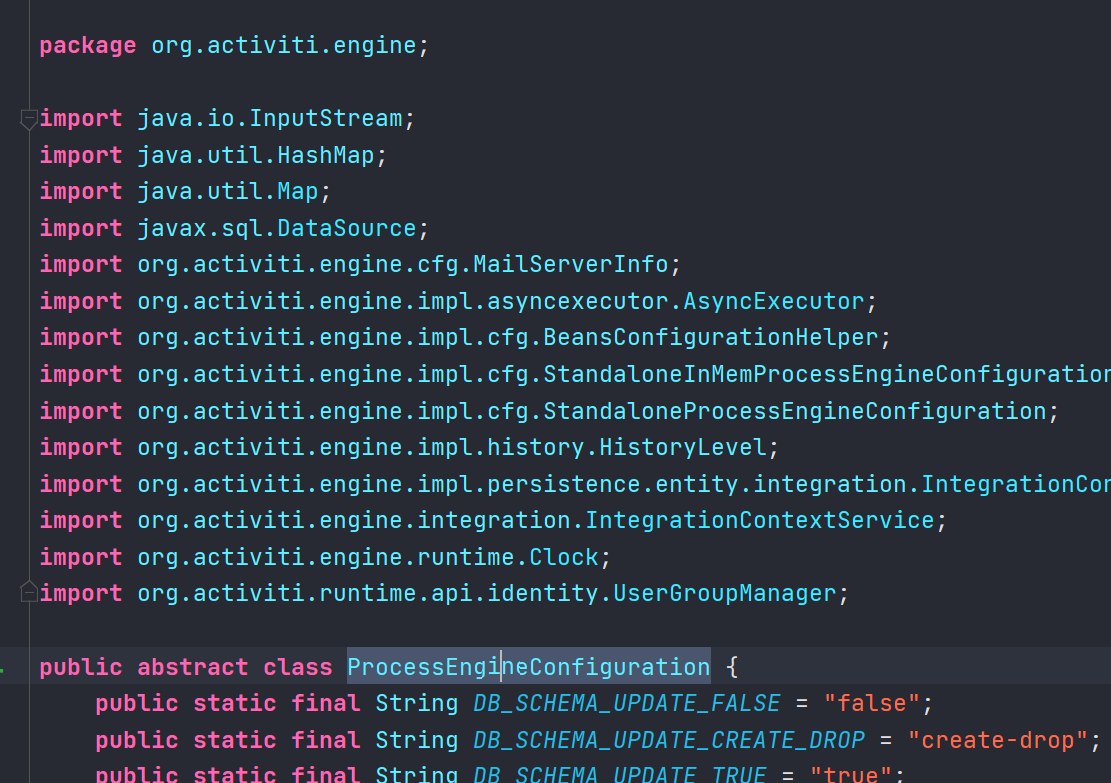 package org.activiti.engine;
import java.io.InputStream;
import java.util.HashMap;
import java.util.Map;
import javax.sql.DataSource;
import org.activiti.engine.cfg.MailServerInfo;
import org.activiti.engine.impl.asyncexecutor.AsyncExecutor;
import org.activiti.engine.impl.cfg.BeansConfigurationHelper;
import org.activiti.engine.impl.cfg.StandaloneInMemProcessEngineConfiguration
import org.activiti.engine.impl.cfg.StandaloneProcessEngineConfiguration;
import org.activiti.engine.impl.history.HistoryLevel;
import org.activiti.engine.impl.persistence.entity.integration.IntegrationCon
import org.activiti.engine.integration.IntegrationContextService;
import org.activiti.engine.runtime.Clock;
import org.activiti.runtime.api.identity.UserGroupManager;
public abstract class ProcessEngineConfiguration {
public static final String DB_SCHEMA_UPDATE_FALSE = "false";
public static final String DB_SCHEMA_UPDATE_CREATE_DROP = "create-drop";
public static final String DB_SCHEMA_UPDATE_TRUE = "true";